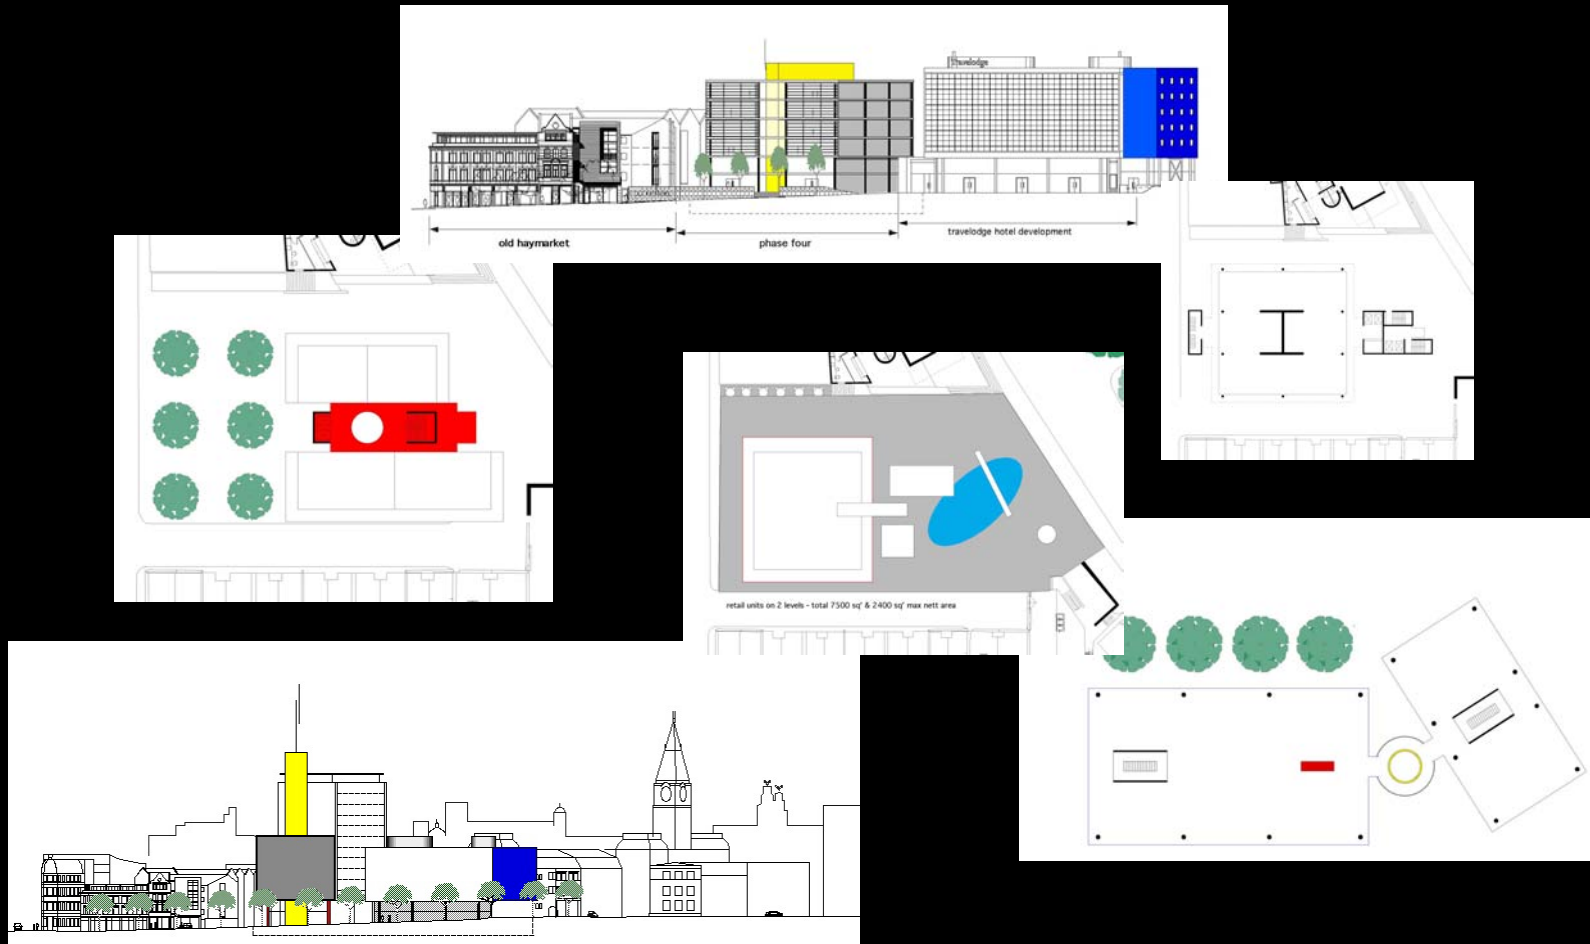 Travelodge
old haymarket
phase four
travelodge hotel development
retail units on 2 levels - total 7500 sq' & 2400 sq' max nett area